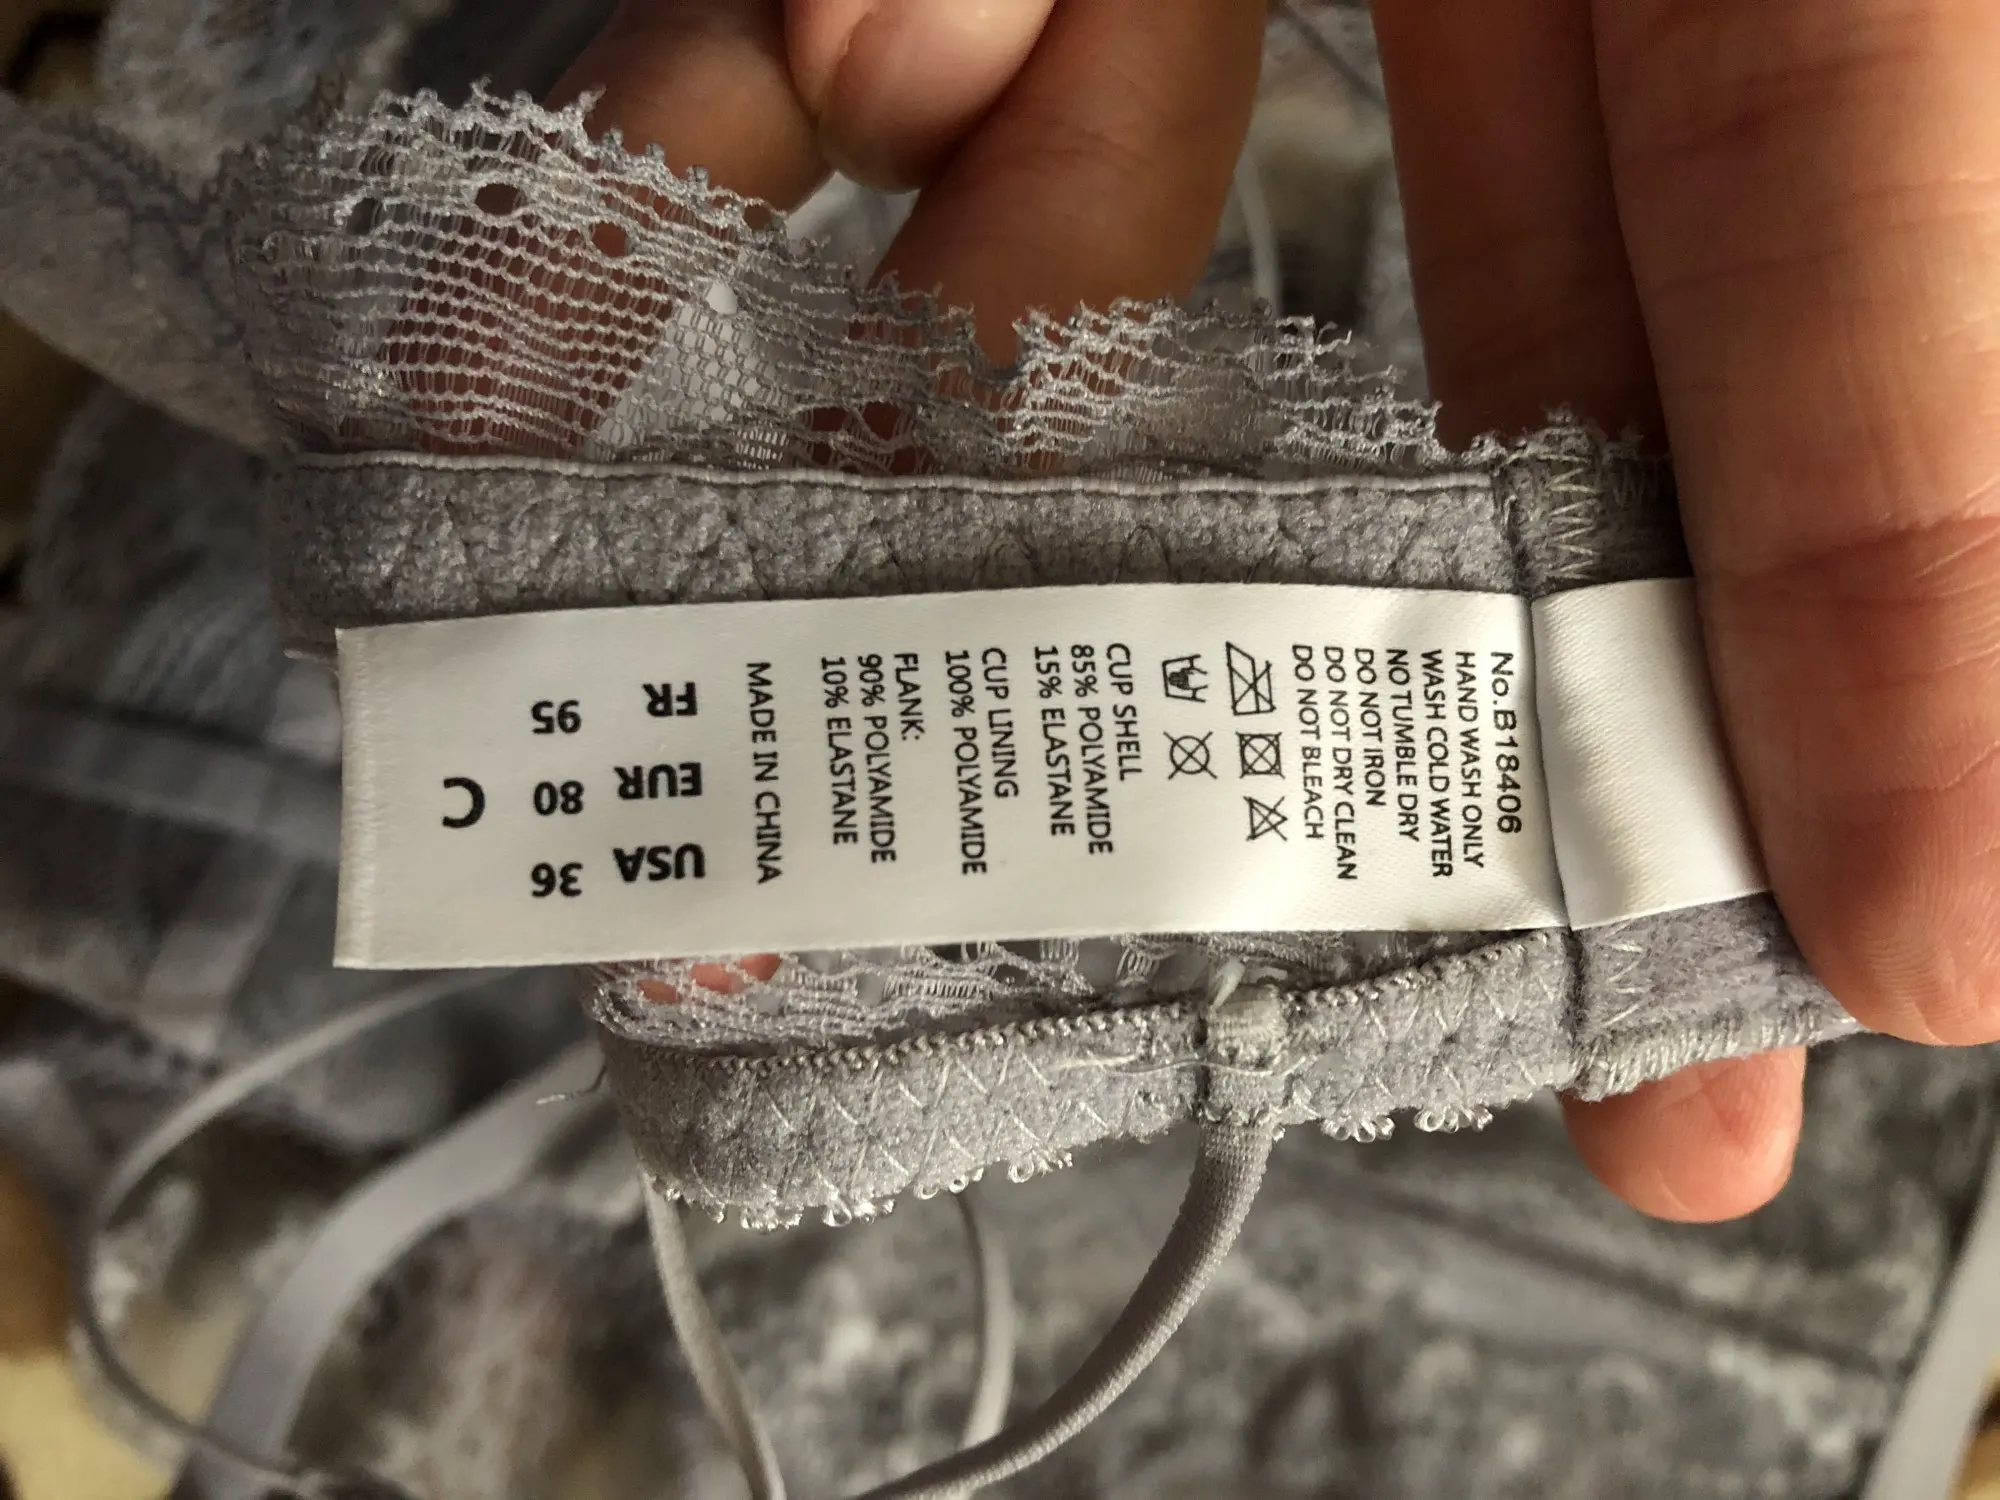 No.B18406
HAND WASH ONLY
WASH COLD WATER
NO TUMBLE DRY
DO NOT IRON
DO NOT DRY CLEAN
DO NOT BLEACH
CUP SHELL
85% POLYAMIDE
15% ELASTANE
CUP LINING
100% POLYAMIDE
FLANK:
90% POLYAMIDE
10% ELASTANE
MADE IN CHINA
USA EUR FR
36 80 95
C